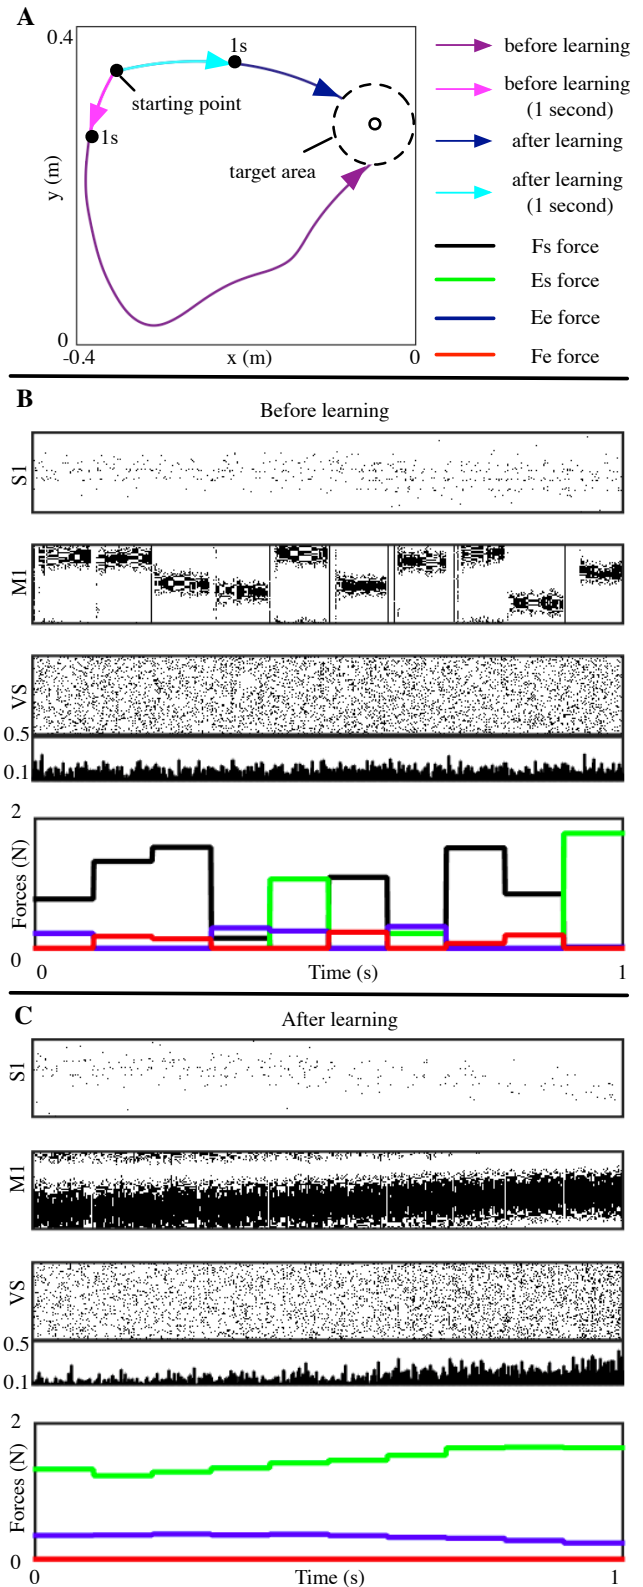 A
0.4
1s
starting point
1s
target area
y (m)
0
-0.4
x (m)
0
before learning
before learning
(1 second)
after learning
after learning
(1 second)
Fs force
Es force
Ee force
Fe force
B
Before learning
S1
M1
VS
0.5
0.1
2
Forces (N)
0
0
Time (s)
1
C
After learning
S1
M1
VS
0.5
0.1
2
Forces (N)
0
0
Time (s)
1